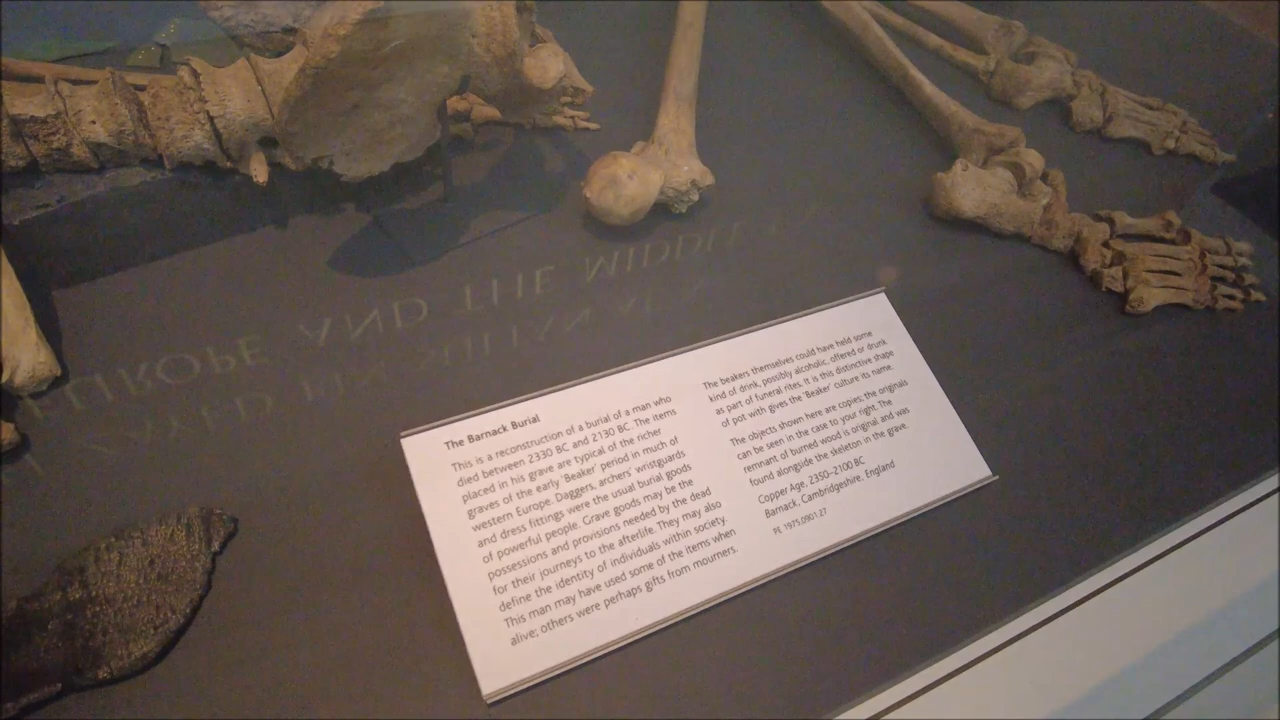 The Barnack Burial
This is a reconstruction of a burial of a man who
died between 2330 BC and 2130 BC. The items
placed in his grave are typical of the richer
graves of the early 'Beaker' period in much of
western Europe. Daggers, archers' wristguards
and dress fittings were the usual burial goods
of powerful people. Grave goods may be the
possessions and provisions needed by the dead
for their journeys to the afterlife. They may also
define the identity of individuals within society.
This man may have used some of the items when
alive; others were perhaps gifts from mourners.
The beakers themselves could have held some
kind of drink, possibly alcoholic, offered or drunk
as part of funeral rites. It is this distinctive shape
of pot with gives the 'Beaker' culture its name.
The objects shown here are copies; the originals
can be seen in the case to your right. The
remnant of burned wood is original and was
found alongside the skeleton in the grave.
Copper Age, 2350–2100 BC
Barnack, Cambridgeshire, England
PE 1975,0901.27
EUROPE AND THE MIDDLE